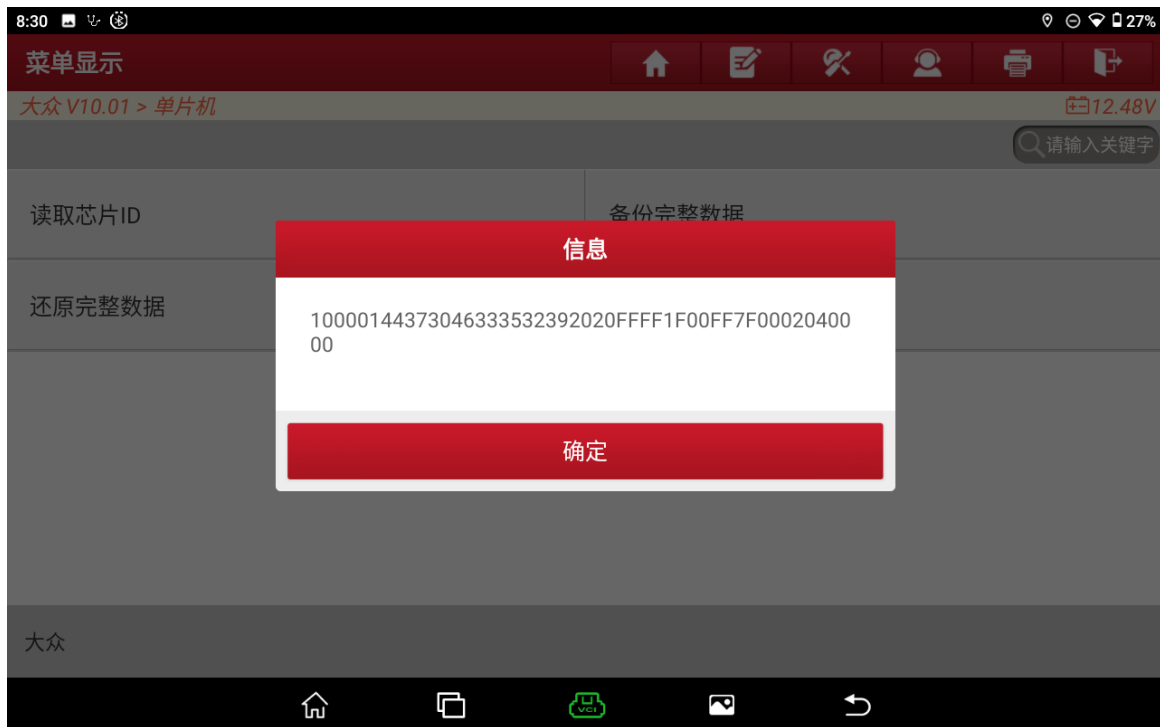 8:30
27%
菜单显示
大众 V10.01 > 单片机
12.48V
请输入关键字
读取芯片ID
备份完整数据
还原完整数据
信息
10000144373046333532392020FFFF1F00FF7F00020400
00
确定
大众
VCI